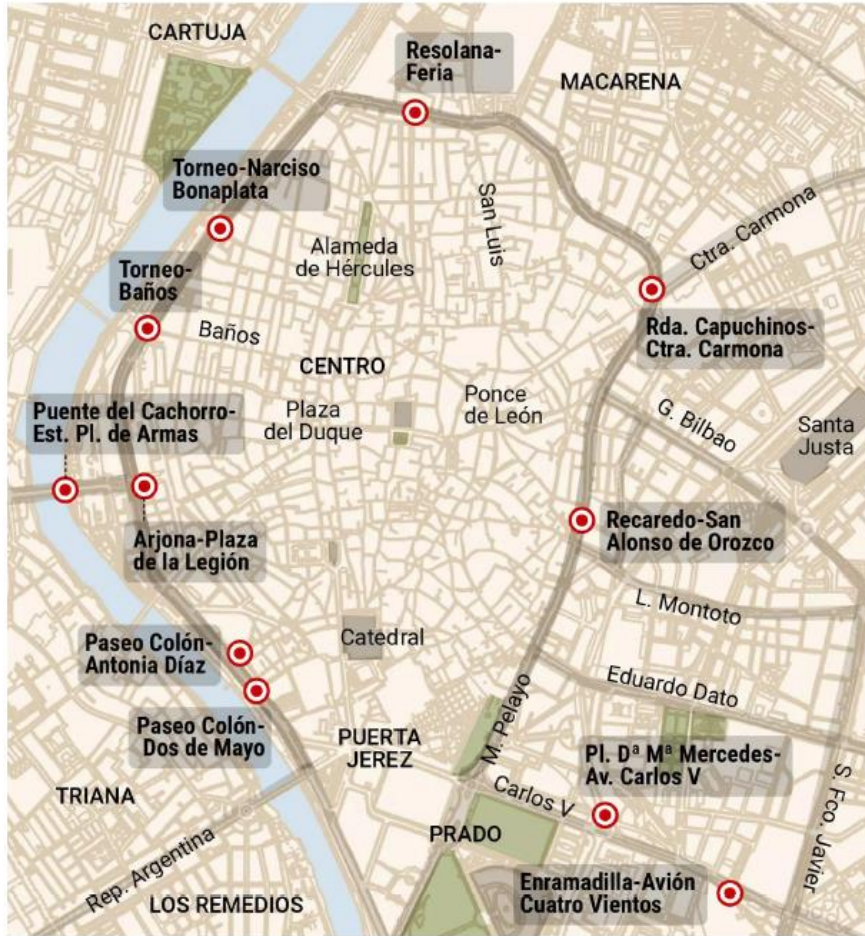 CARTUJA
Resolana-
Feria
MACARENA
Torneo-Narciso
Bonaplata
San Luis
Ctra. Carmona
Alameda
de Hércules
Torneo-
Baños
Baños
Rda. Capuchinos-
Ctra. Carmona
CENTRO
Puente del Cachorro-
Est. Pl. de Armas
Plaza
del Duque
Ponce
de León
G. Bilbao
Santa
Justa
Arjona-Plaza
de la Legión
Recaredo-San
Alonso de Orozco
L. Montoto
Paseo Colón-
Antonia Díaz
Catedral
Eduardo Dato
Paseo Colón-
Dos de Mayo
PUERTA
JEREZ
M. Pelayo
Pl. Dª Mª Mercedes-
Av. Carlos V
TRIANA
Carlos V
S. Fco. Javier
PRADO
Rep. Argentina
LOS REMEDIOS
Enramadilla-Avión
Cuatro Vientos